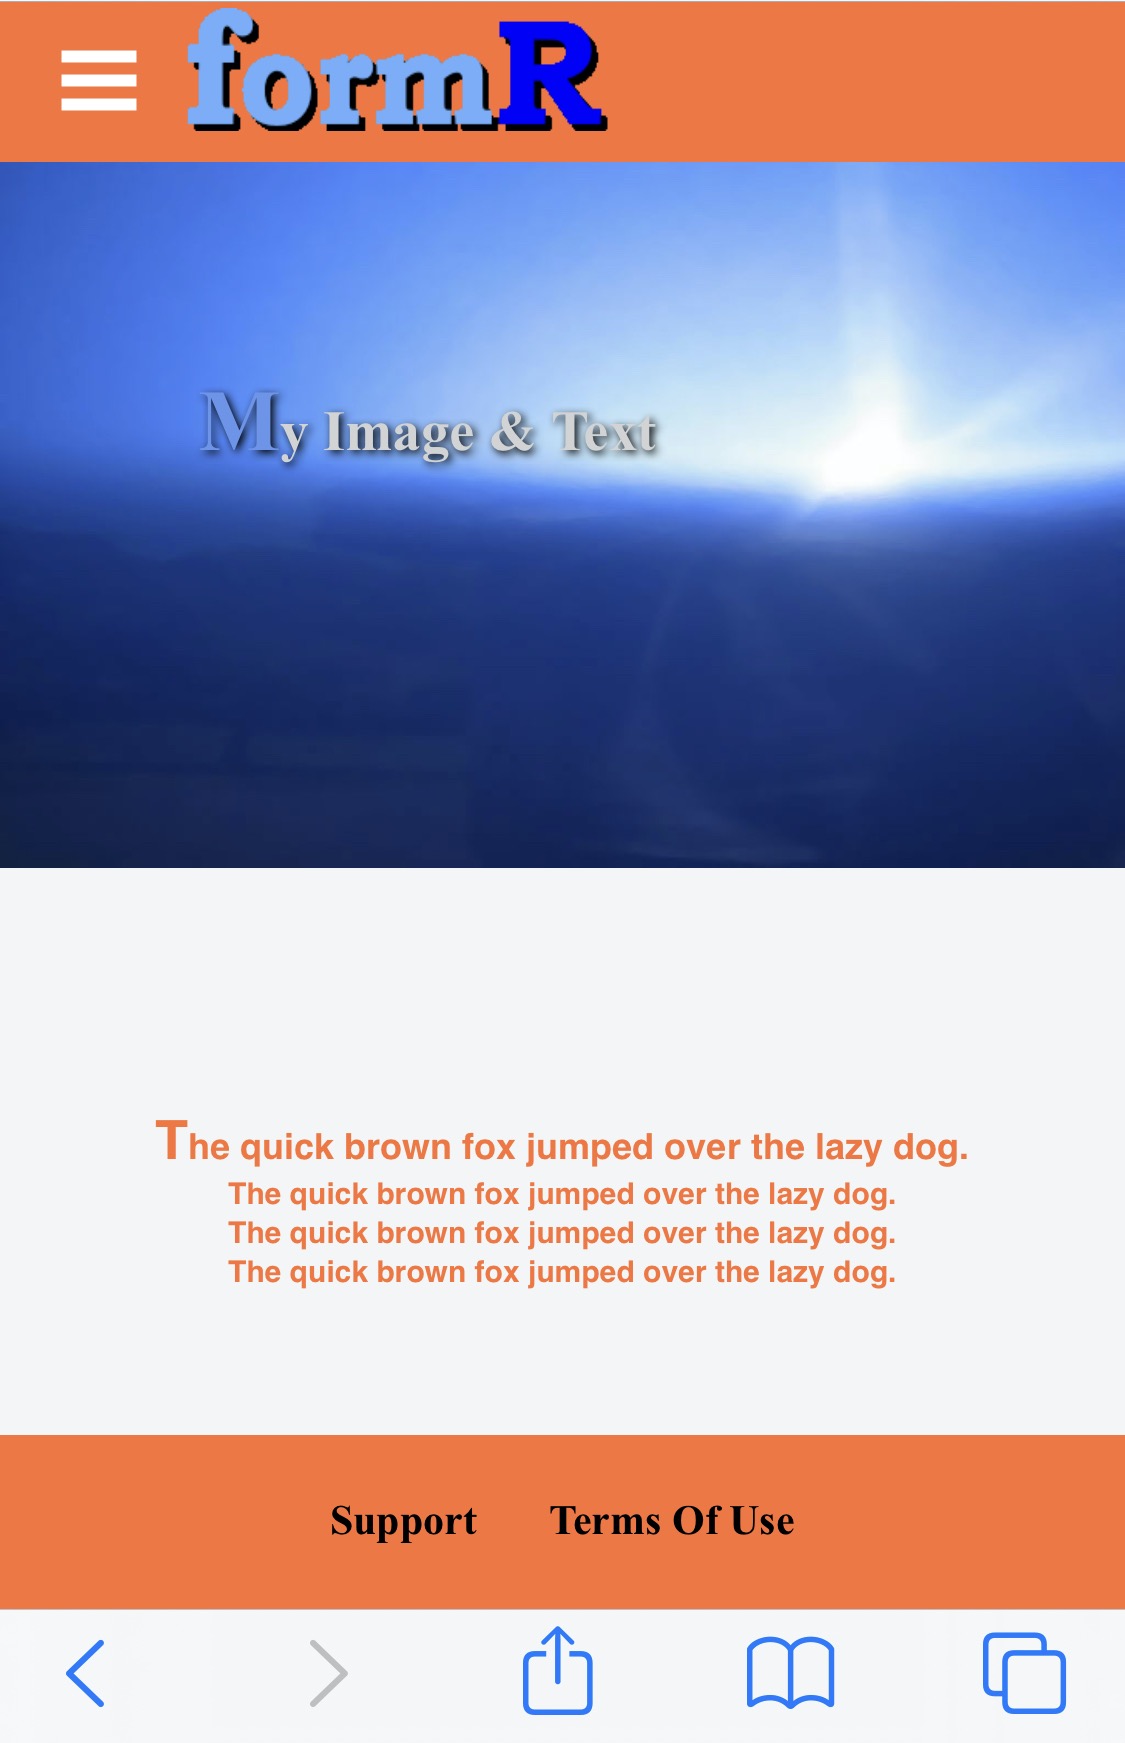 formR
My Image & Text
The quick brown fox jumped over the lazy dog.
The quick brown fox jumped over the lazy dog.
The quick brown fox jumped over the lazy dog.
The quick brown fox jumped over the lazy dog.
Support Terms Of Use